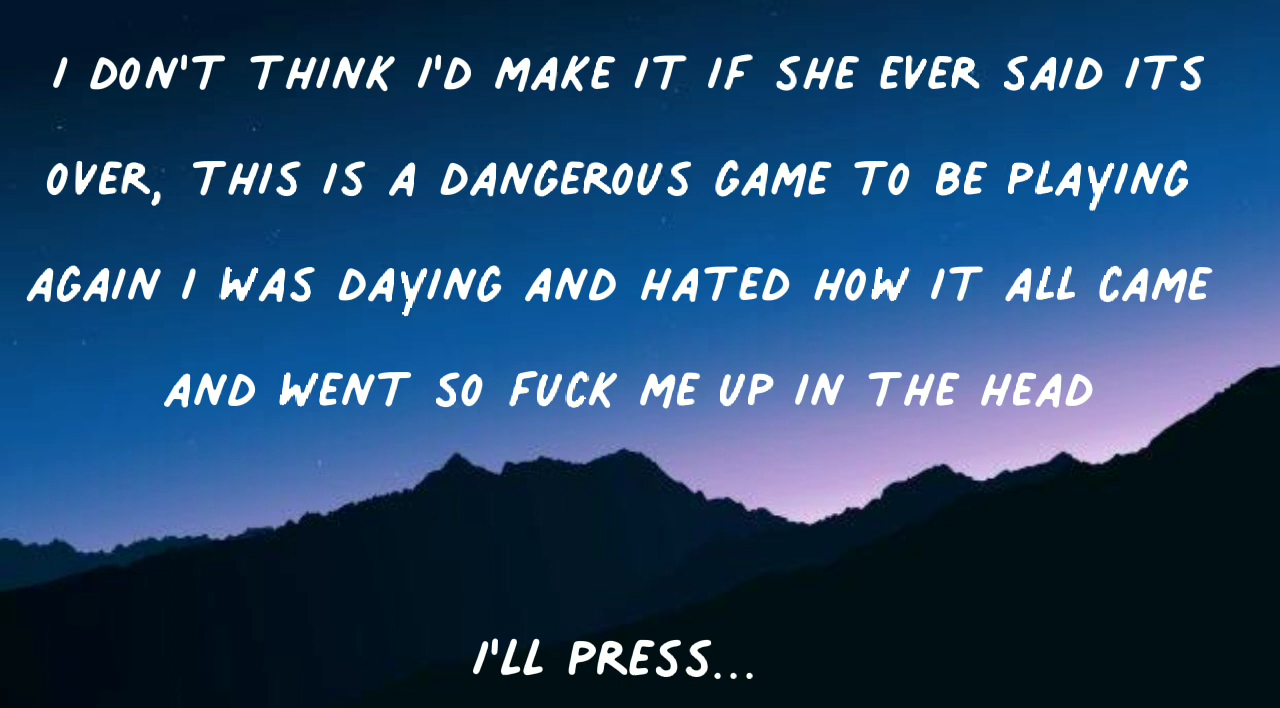 I DON'T THINK I'D MAKE IT IF SHE EVER SAID ITS
OVER, THIS IS A DANGEROUS GAME TO BE PLAYING
AGAIN I WAS DAYING AND HATED HOW IT ALL CAME
AND WENT SO FUCK ME UP IN THE HEAD
I'LL PRESS...